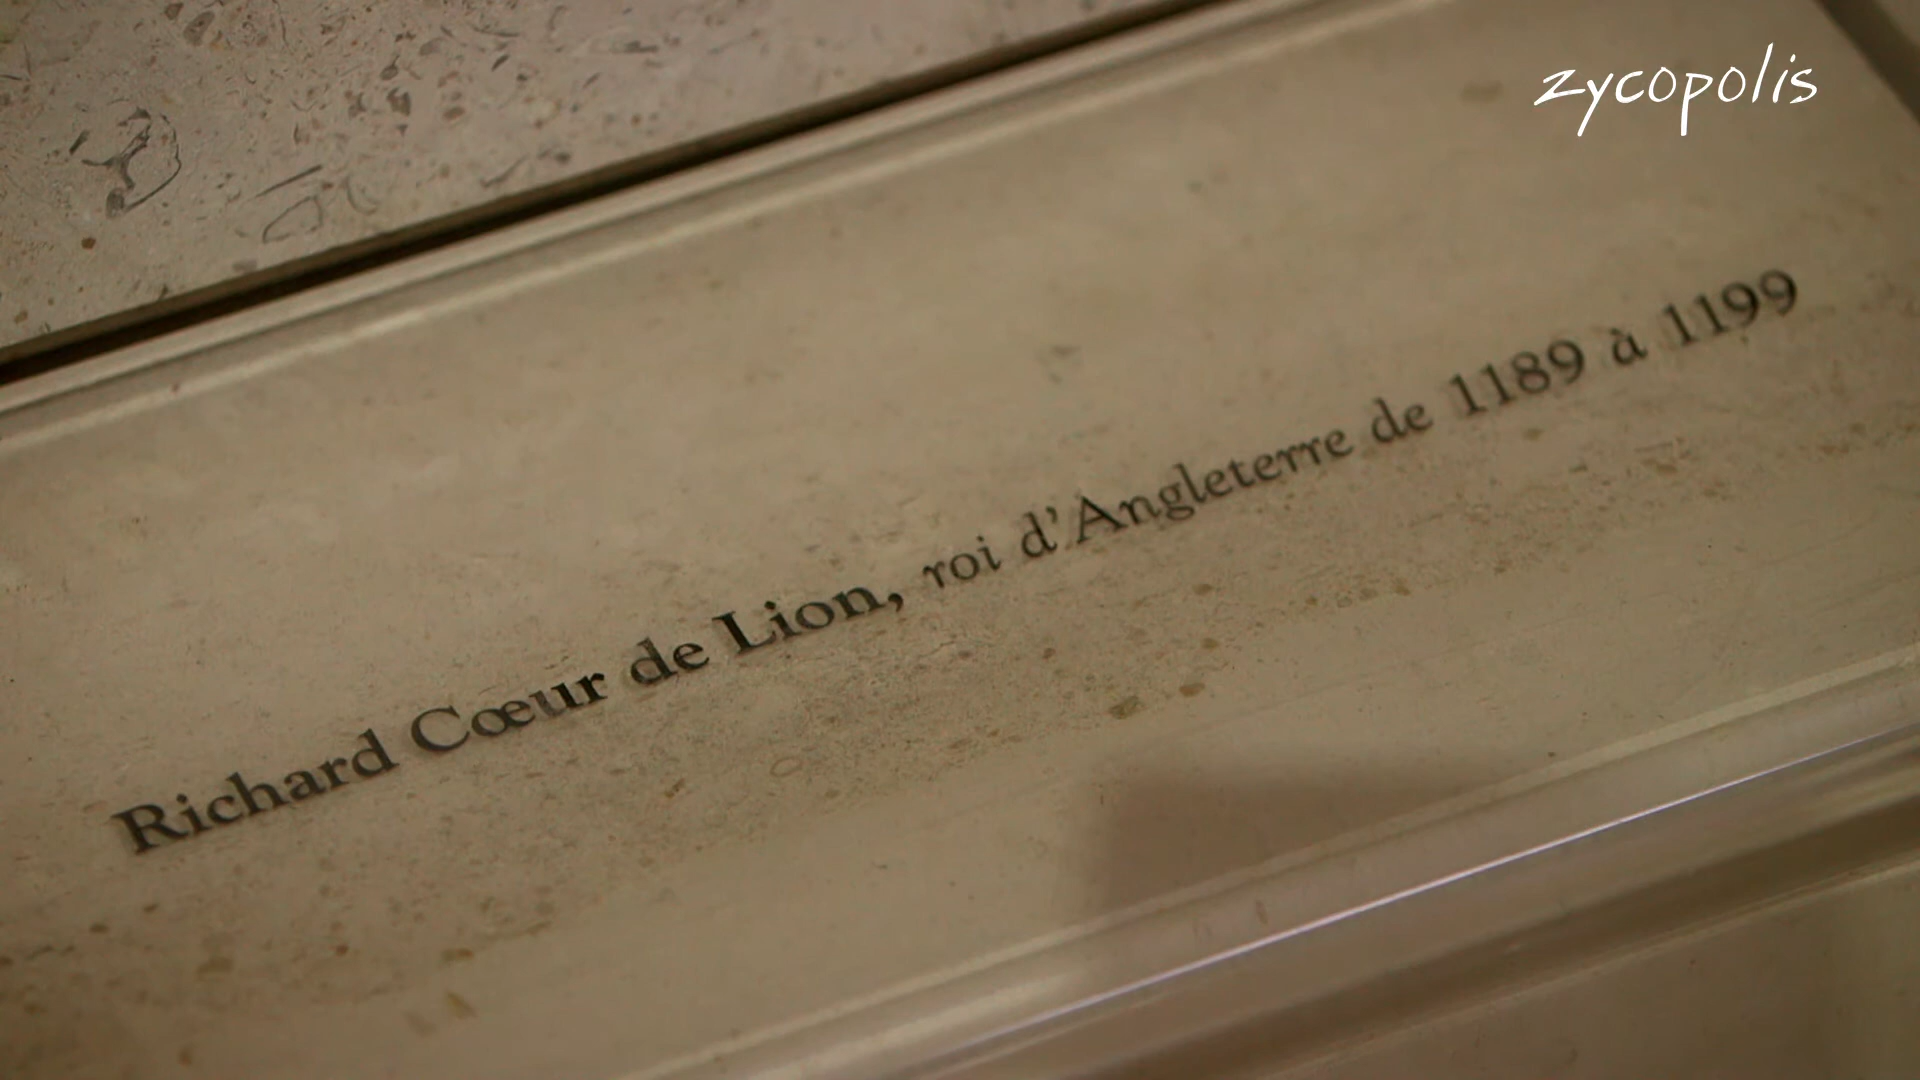 zycopolis
Richard Cœur de Lion, roi d'Angleterre de 1189 à 1199